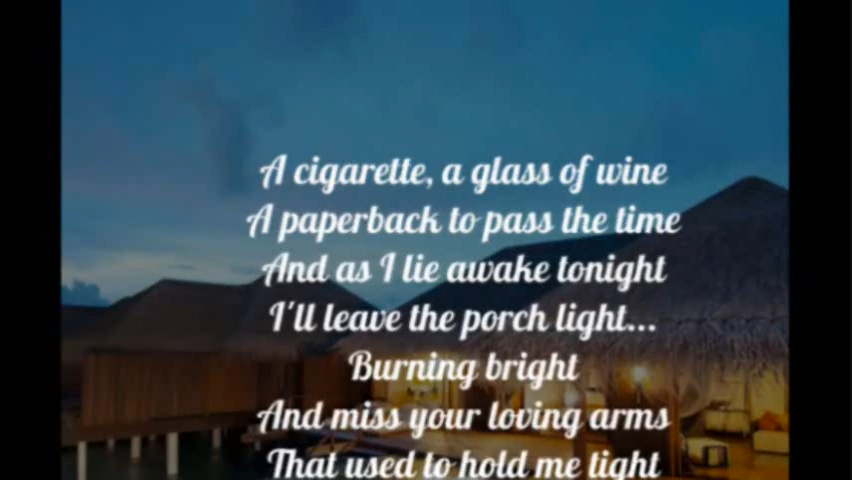 A cigarette, a glass of wine
A paperback to pass the time
And as I lie awake tonight
I'll leave the porch light...
Burning bright
And miss your loving arms
That used to hold me tight